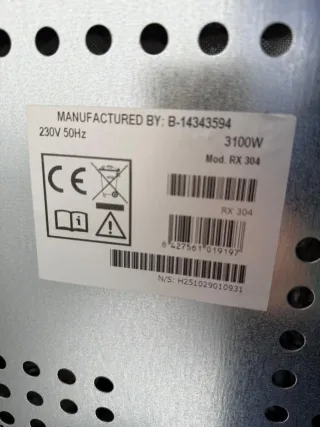 MANUFACTURED BY: B-14343594
230V 50Hz
3100W
Mod. RX 304
CE
RX 304
8 427561 019197
N/S: H251029010931